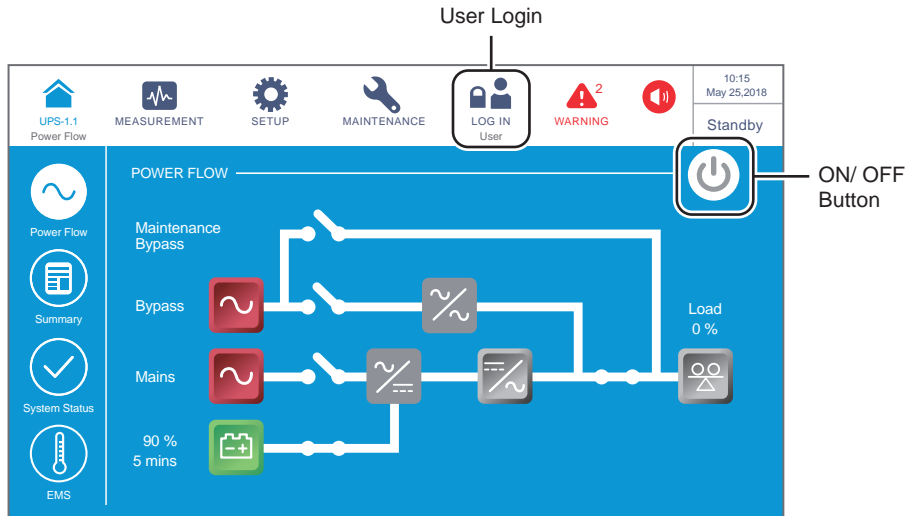 User Login
UPS-1.1
Power Flow
MEASUREMENT
SETUP
MAINTENANCE
LOG IN
User
2
WARNING
10:15
May 25,2018
Standby
POWER FLOW
ON/ OFF
Button
Power Flow
Summary
System Status
EMS
Maintenance
Bypass
Bypass
Mains
90 %
5 mins
Load
0 %